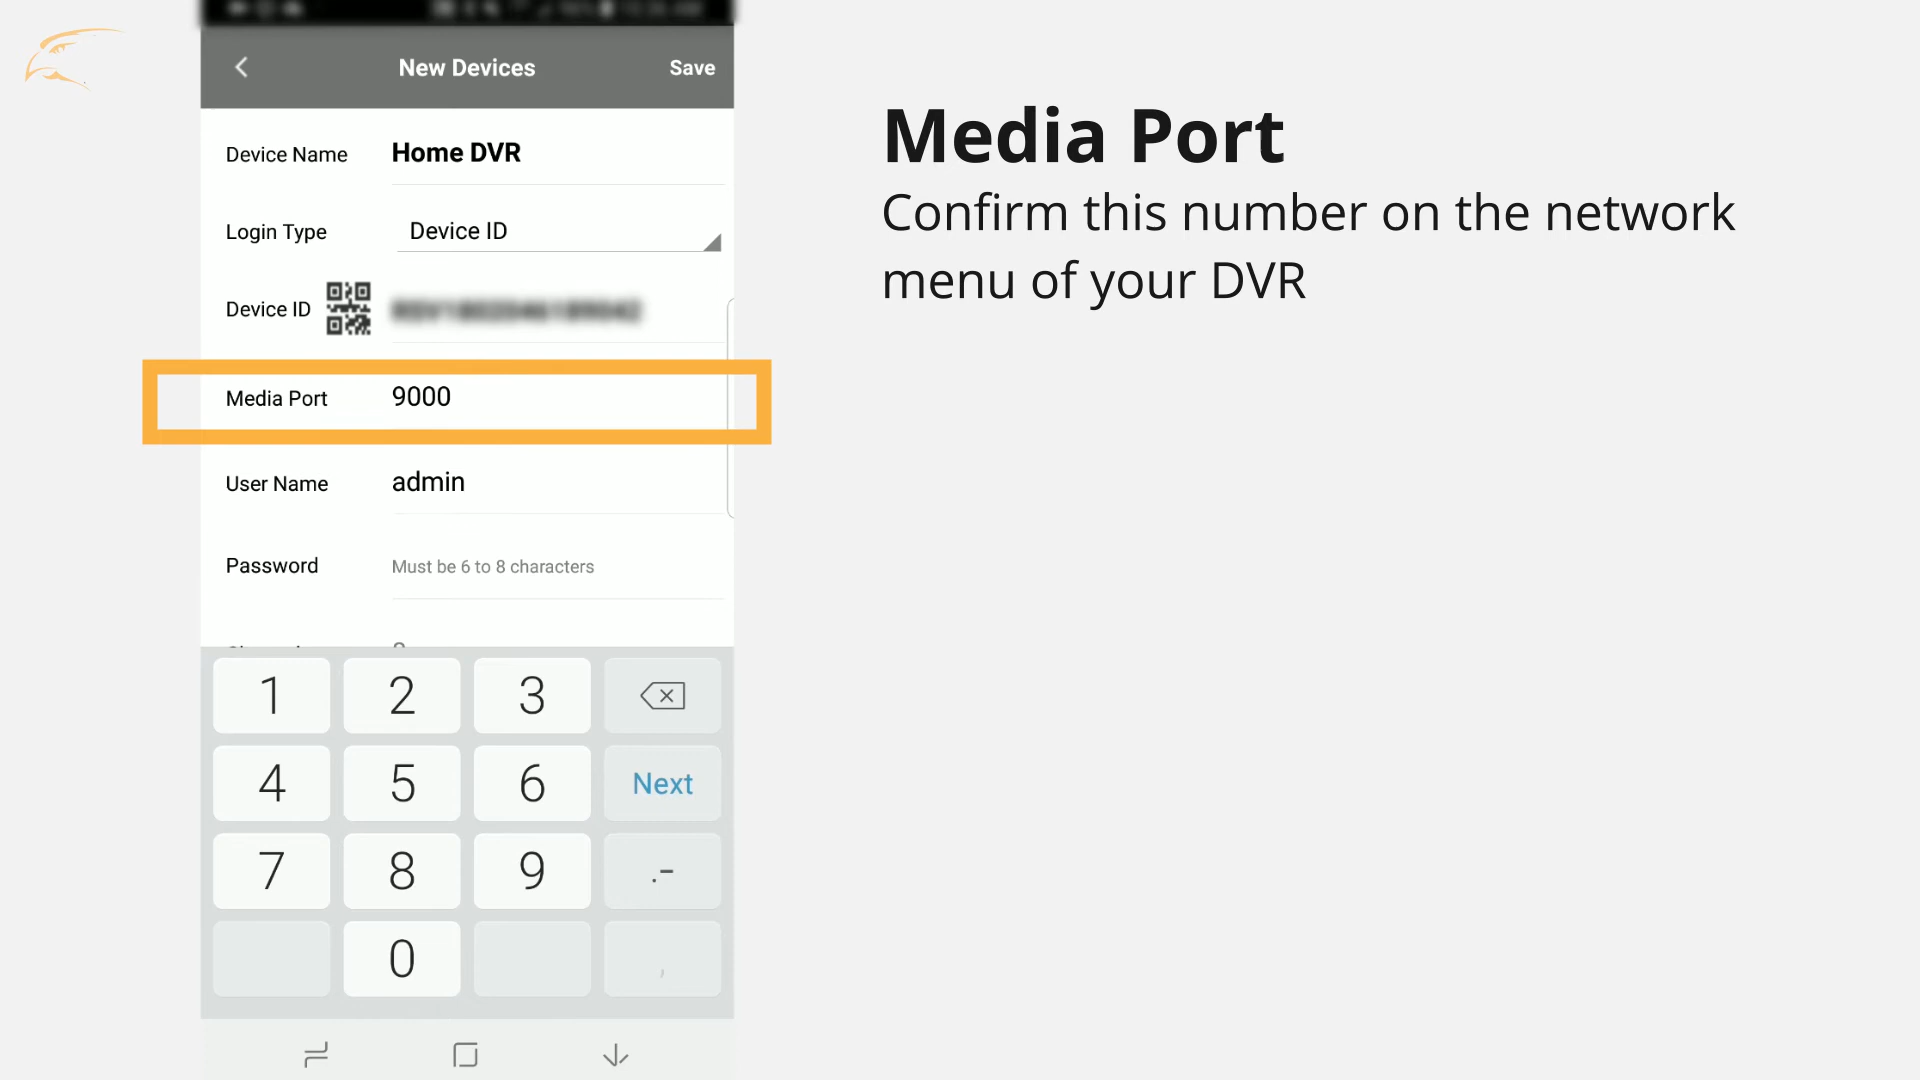 New Devices
Save
Device Name Home DVR
Login Type Device ID
Device ID
Media Port 9000
User Name admin
Password Must be 6 to 8 characters
1 2 3
4 5 6 Next
7 8 9 .-
0 ,
Media Port
Confirm this number on the network
menu of your DVR